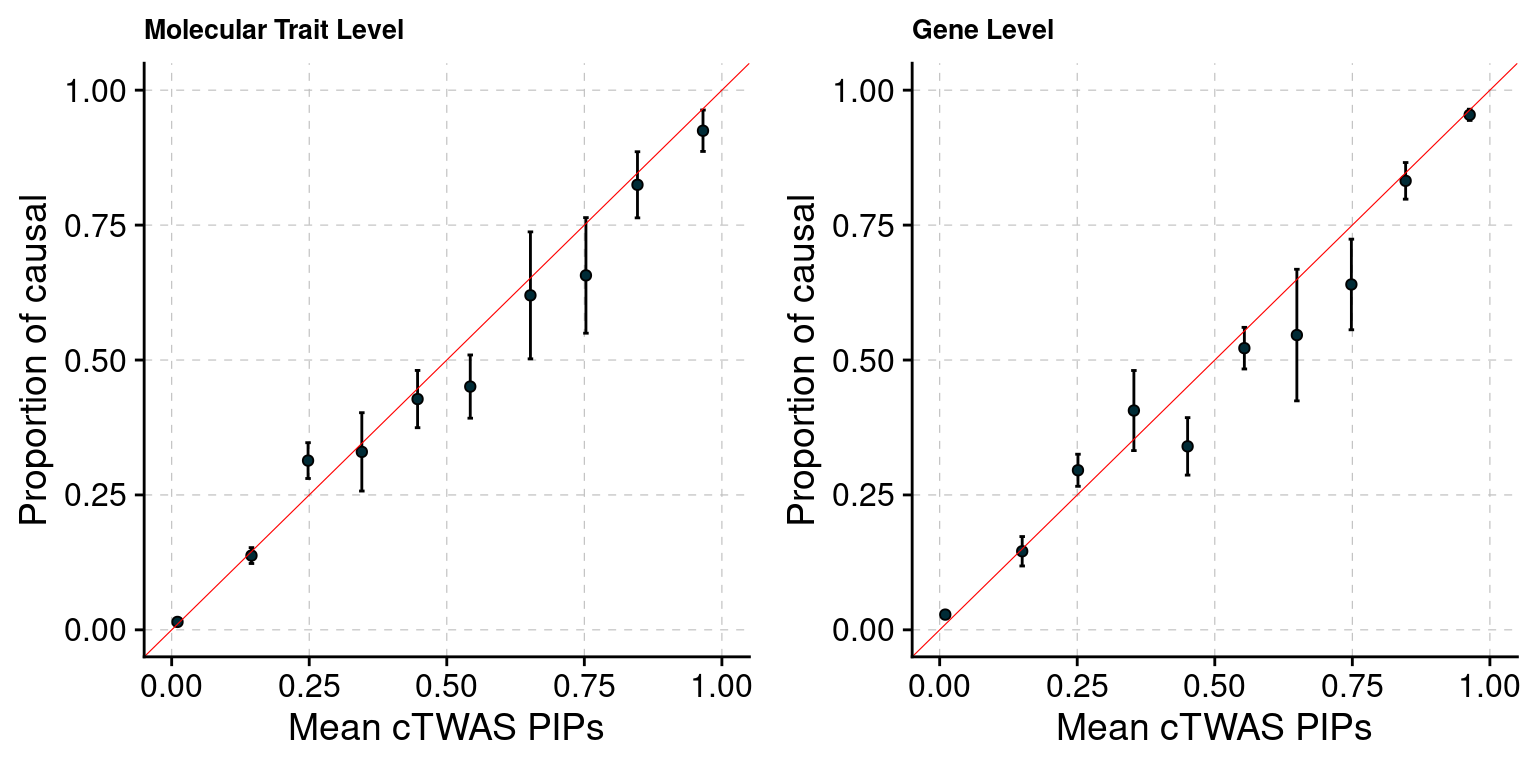 Molecular Trait Level
Proportion of causal
1.00
0.75
0.50
0.25
0.00
0.00 0.25 0.50 0.75 1.00
Mean cTWAS PIPs
Gene Level
Proportion of causal
1.00
0.75
0.50
0.25
0.00
0.00 0.25 0.50 0.75 1.00
Mean cTWAS PIPs